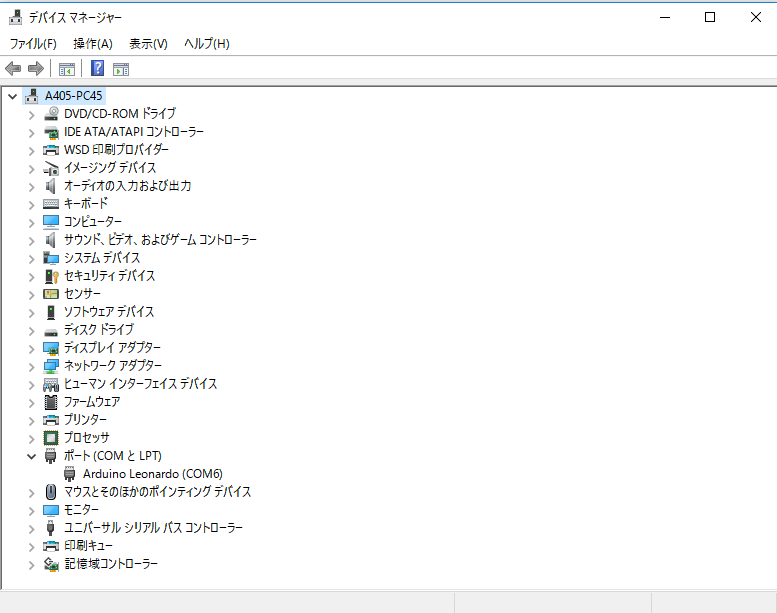 デバイス マネージャー
ファイル(F) 操作(A) 表示(V) ヘルプ(H)
A405-PC45
DVD/CD-ROM ドライブ
IDE ATA/ATAPI コントローラー
WSD 印刷プロバイダー
イメージング デバイス
オーディオの入力および出力
キーボード
コンピューター
サウンド、ビデオ、およびゲーム コントローラー
システム デバイス
セキュリティ デバイス
センサー
ソフトウェア デバイス
ディスク ドライブ
ディスプレイ アダプター
ネットワーク アダプター
ヒューマン インターフェイス デバイス
ファームウェア
プリンター
プロセッサ
ポート (COM と LPT)
Arduino Leonardo (COM6)
マウスとそのほかのポインティング デバイス
モニター
ユニバーサル シリアル バス コントローラー
印刷キュー
記憶域コントローラー